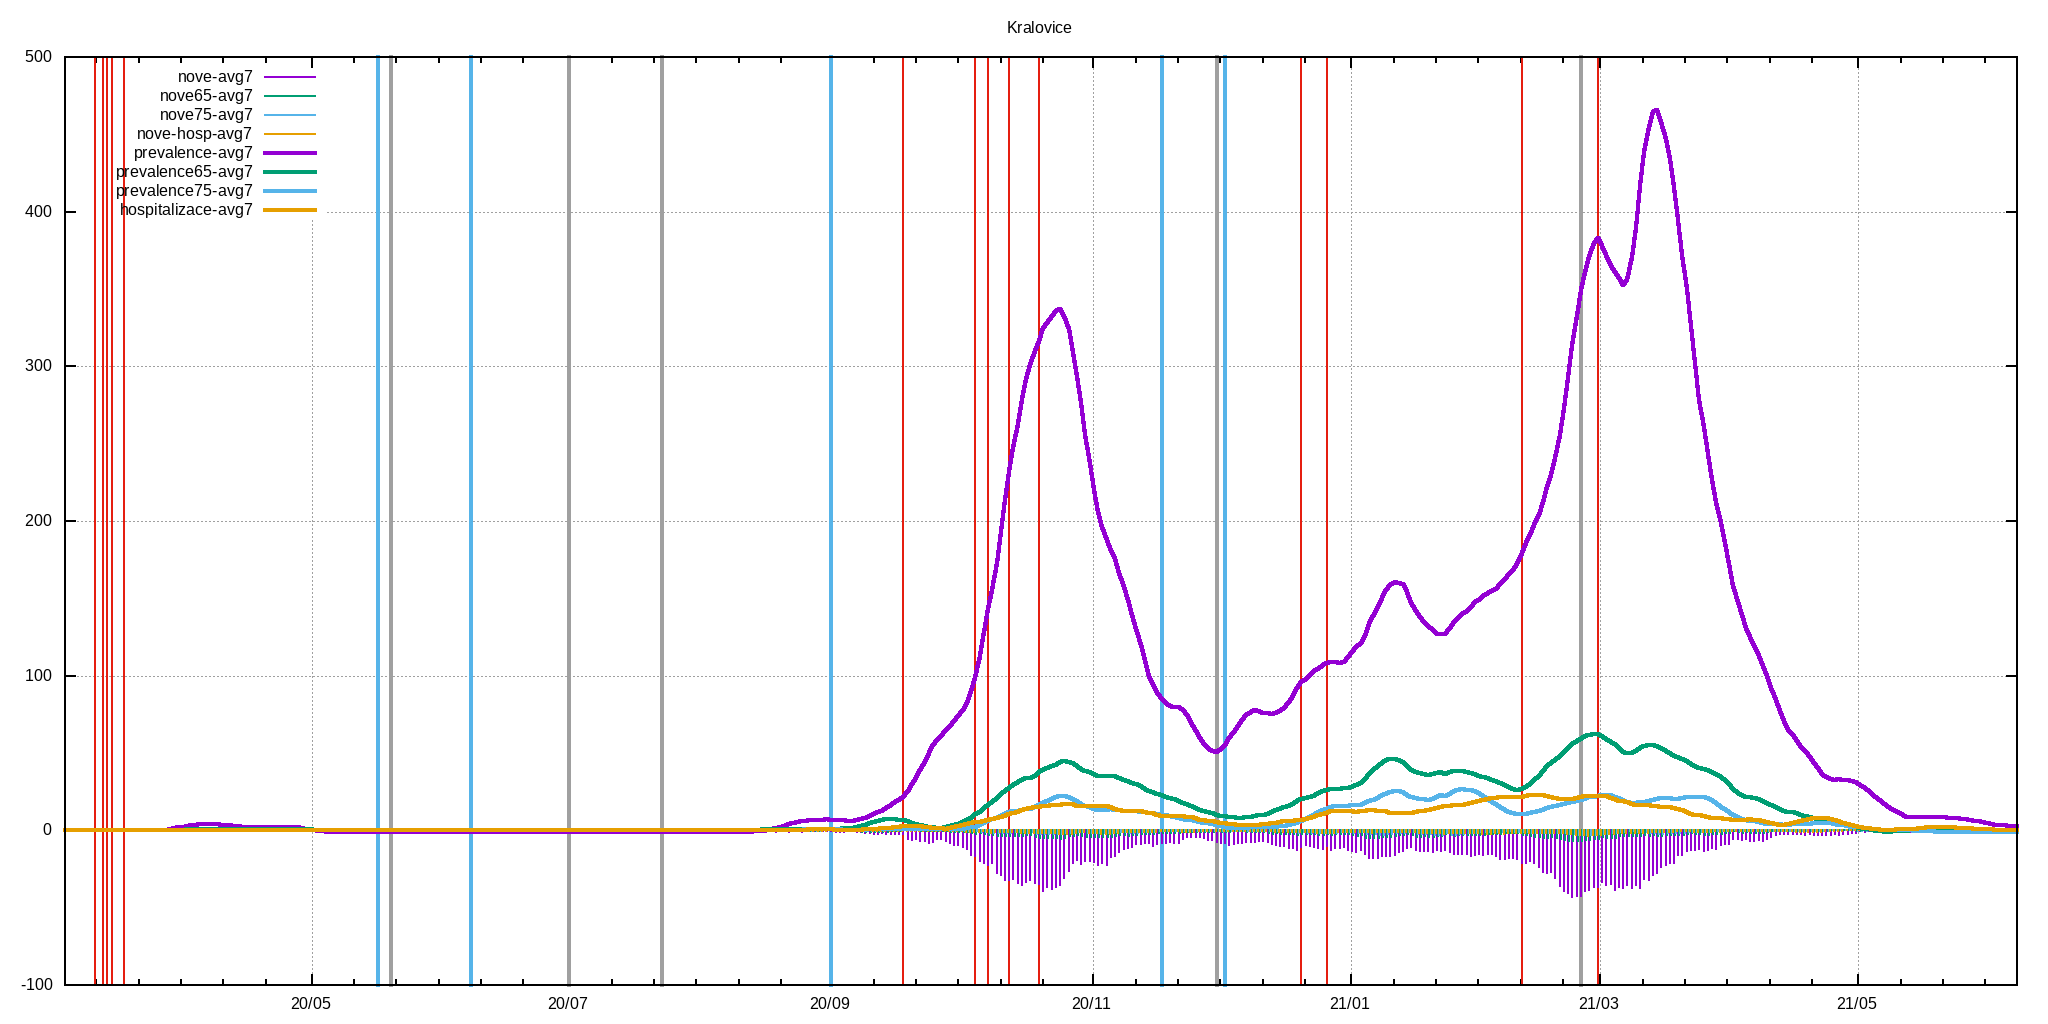 Kralovice
500
400
300
200
100
0
-100
nove-avg7
nove65-avg7
nove75-avg7
nove-hosp-avg7
prevalence-avg7
prevalence65-avg7
prevalence75-avg7
hospitalizace-avg7
20/05 20/07 20/09 20/11 21/01 21/03 21/05